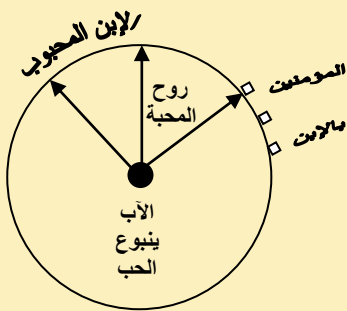 الإبن المحبوب
روح
المحبة
المؤمنين
بالإبن
الآب
ينبوع
الحب